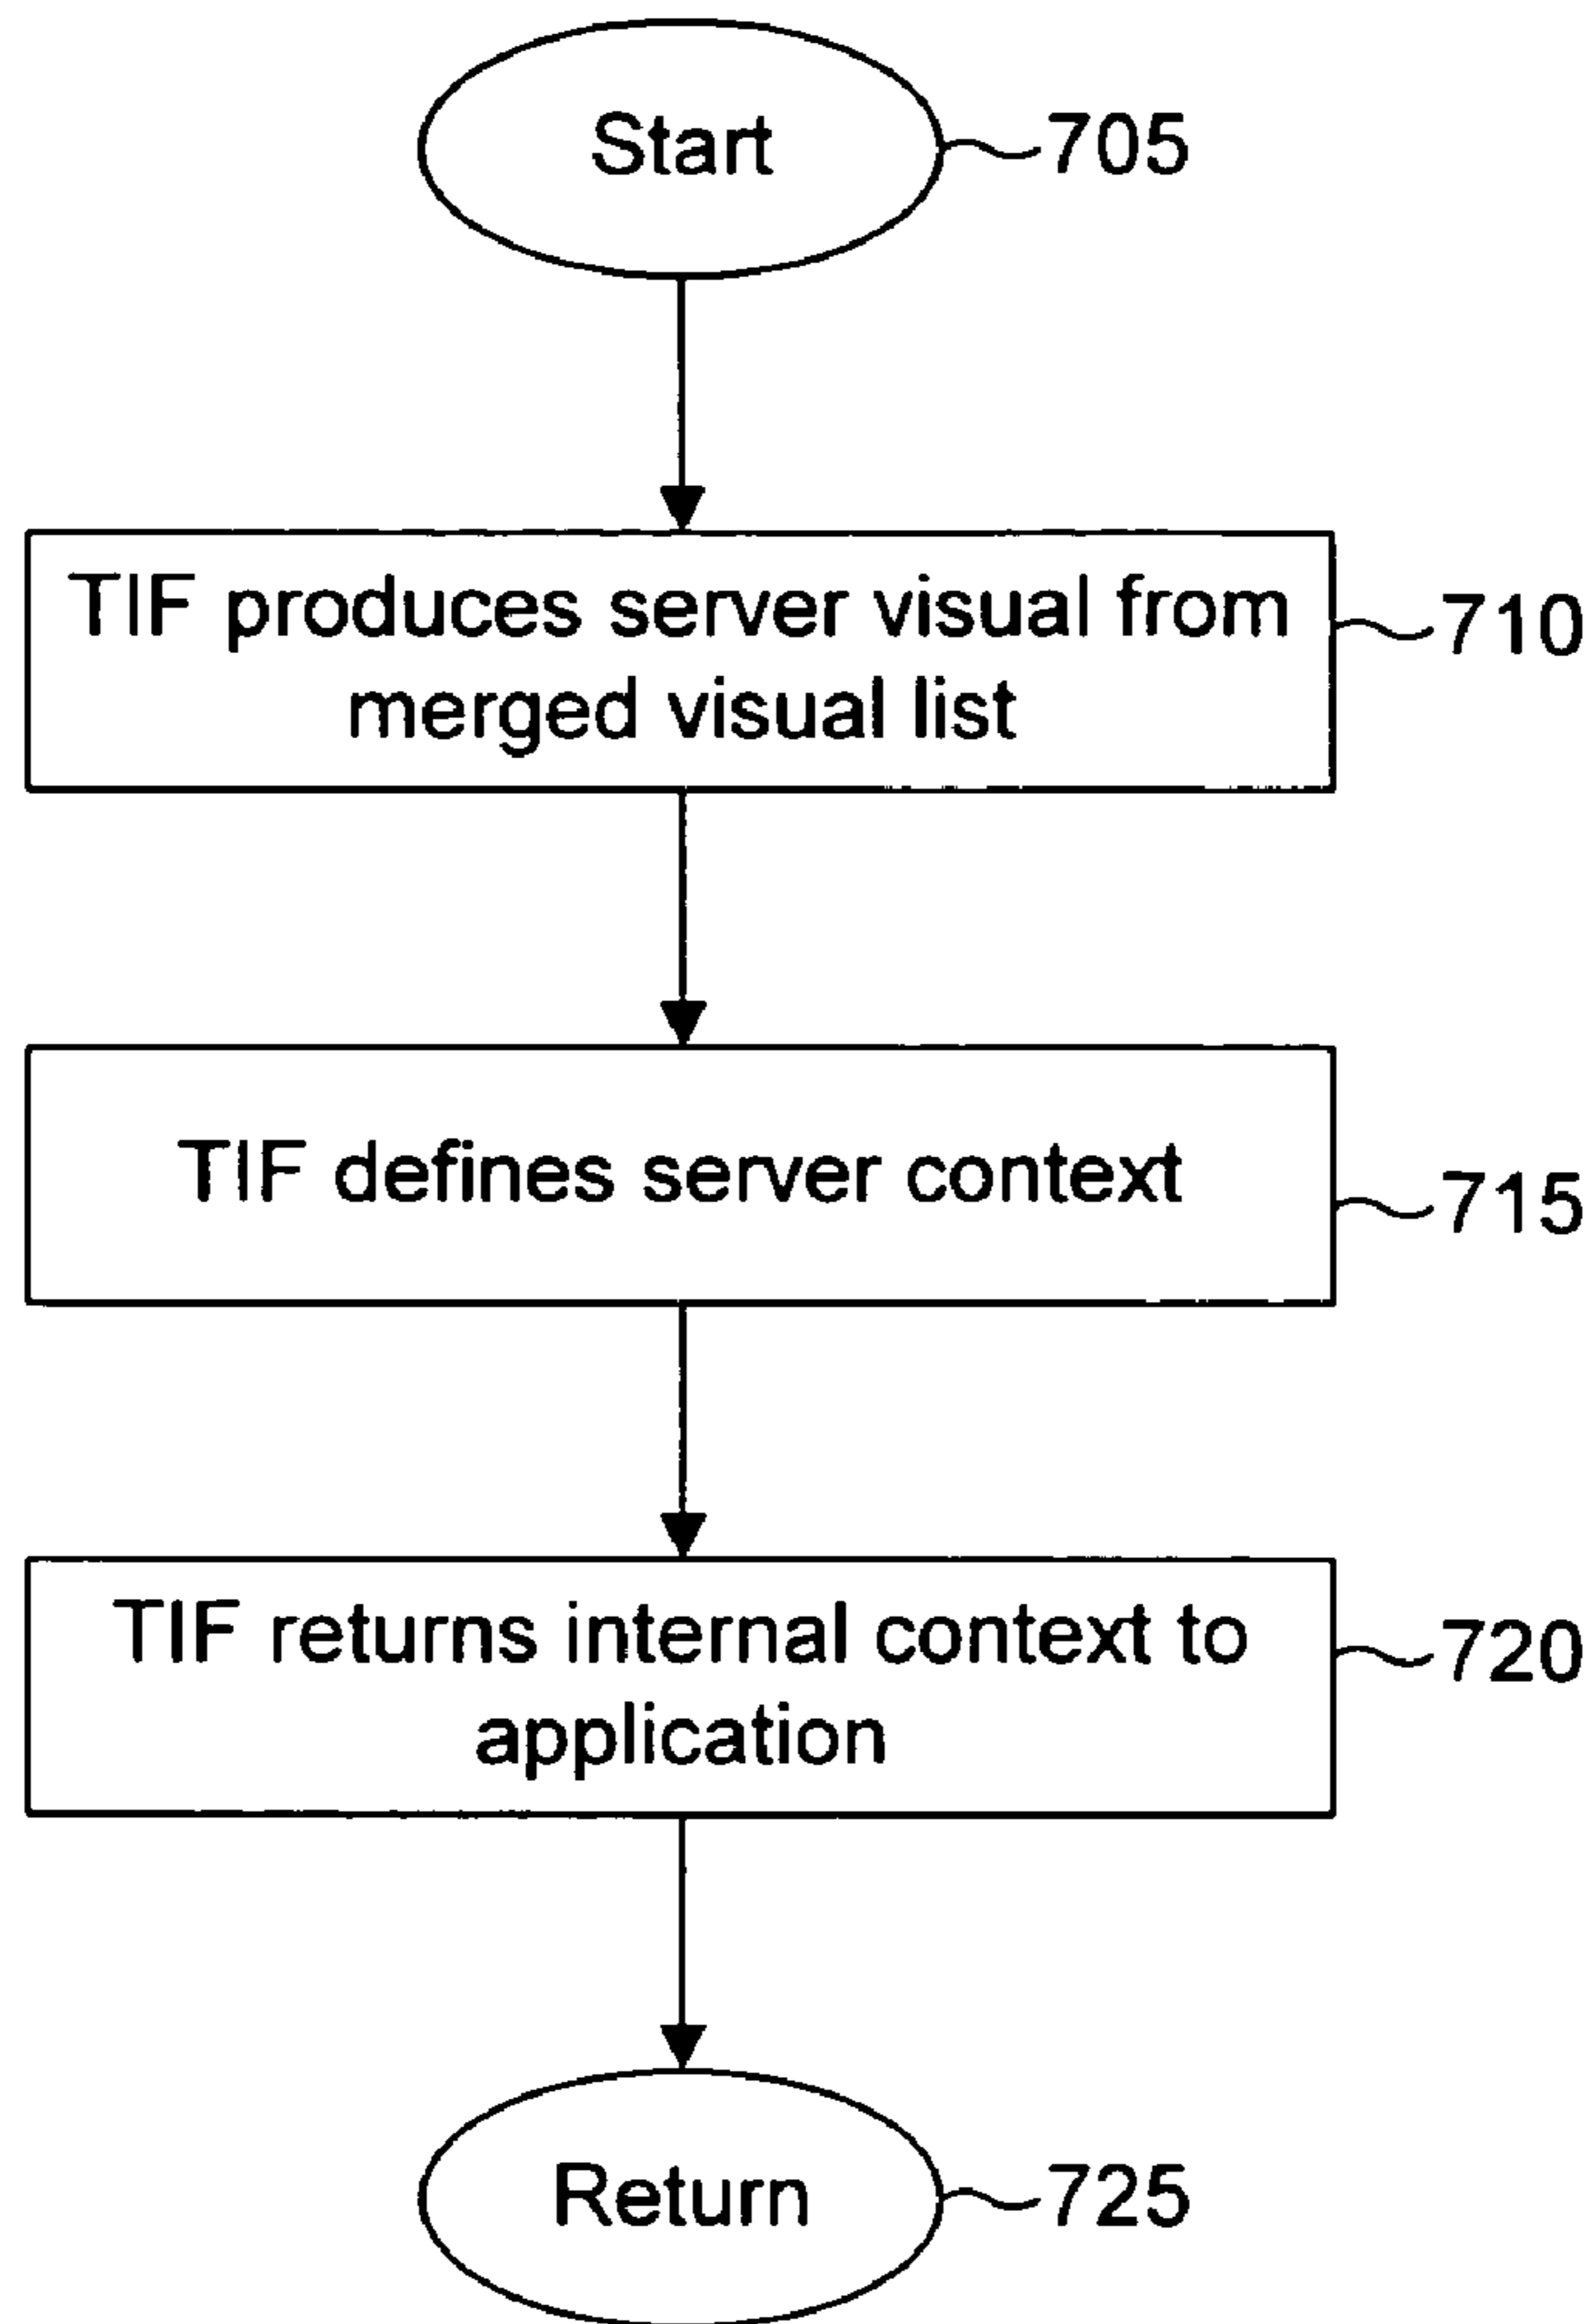 Start
705
TIF produces server visual from
merged visual list
710
TIF defines server context
715
TIF returns internal context to
application
720
Return
725